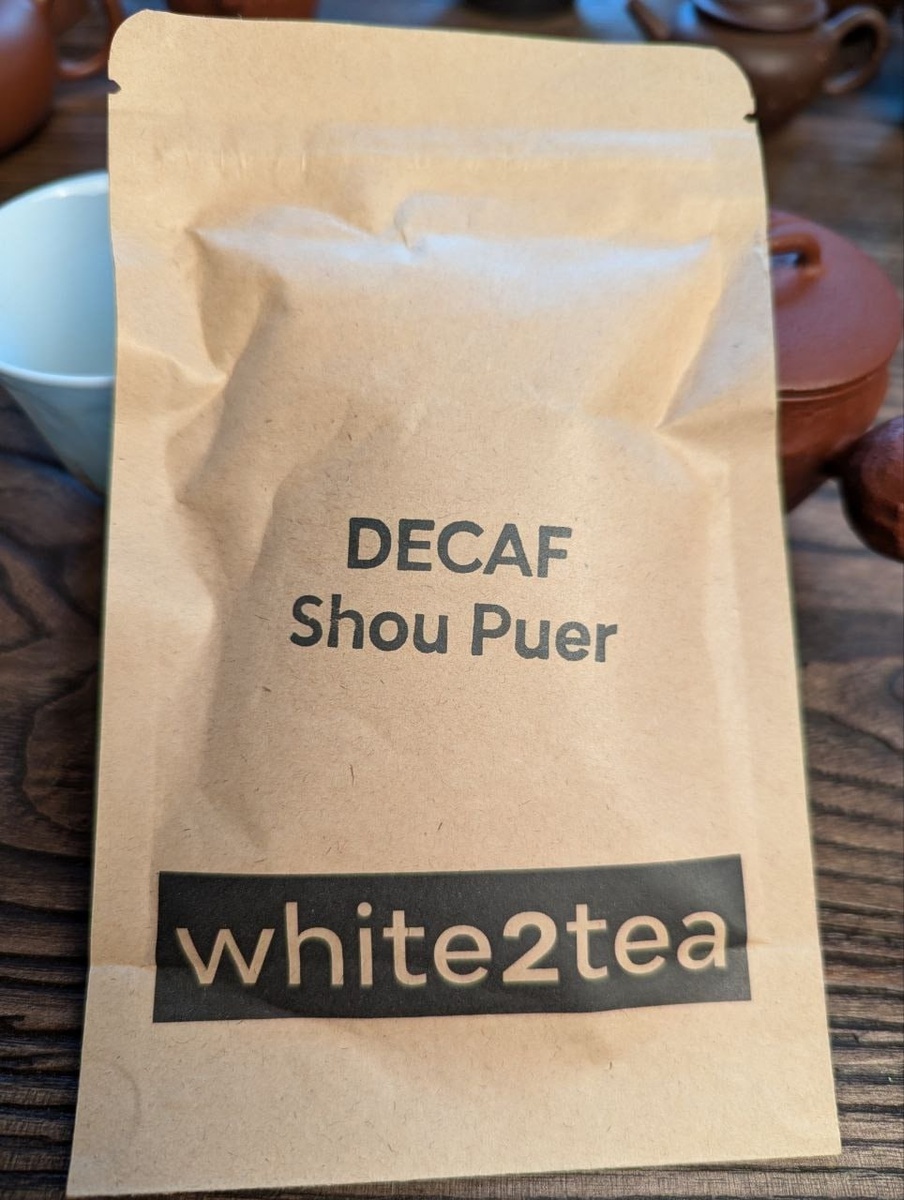 DECAF
Shou Puer
white2tea